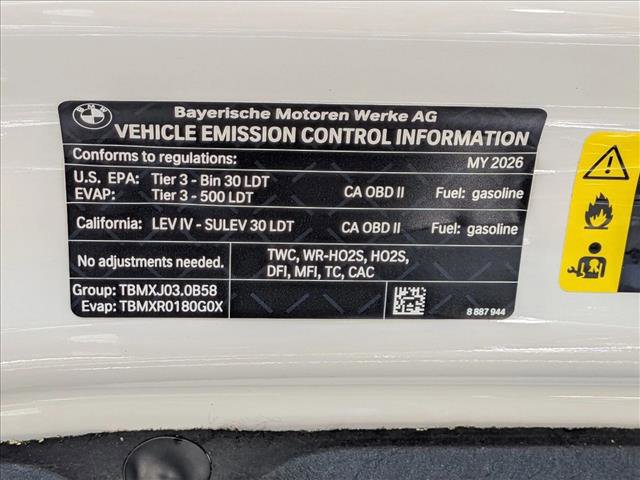 BMW
Bayerische Motoren Werke AG
VEHICLE EMISSION CONTROL INFORMATION
Conforms to regulations: MY 2026
U.S. EPA: Tier 3 - Bin 30 LDT
EVAP: Tier 3 - 500 LDT CA OBD II Fuel: gasoline
California: LEV IV - SULEV 30 LDT CA OBD II Fuel: gasoline
No adjustments needed.
TWC, WR-HO2S, HO2S,
DFI, MFI, TC, CAC
Group: TBMXJ03.0B58
Evap: TBMXR0180G0X
8 887 944